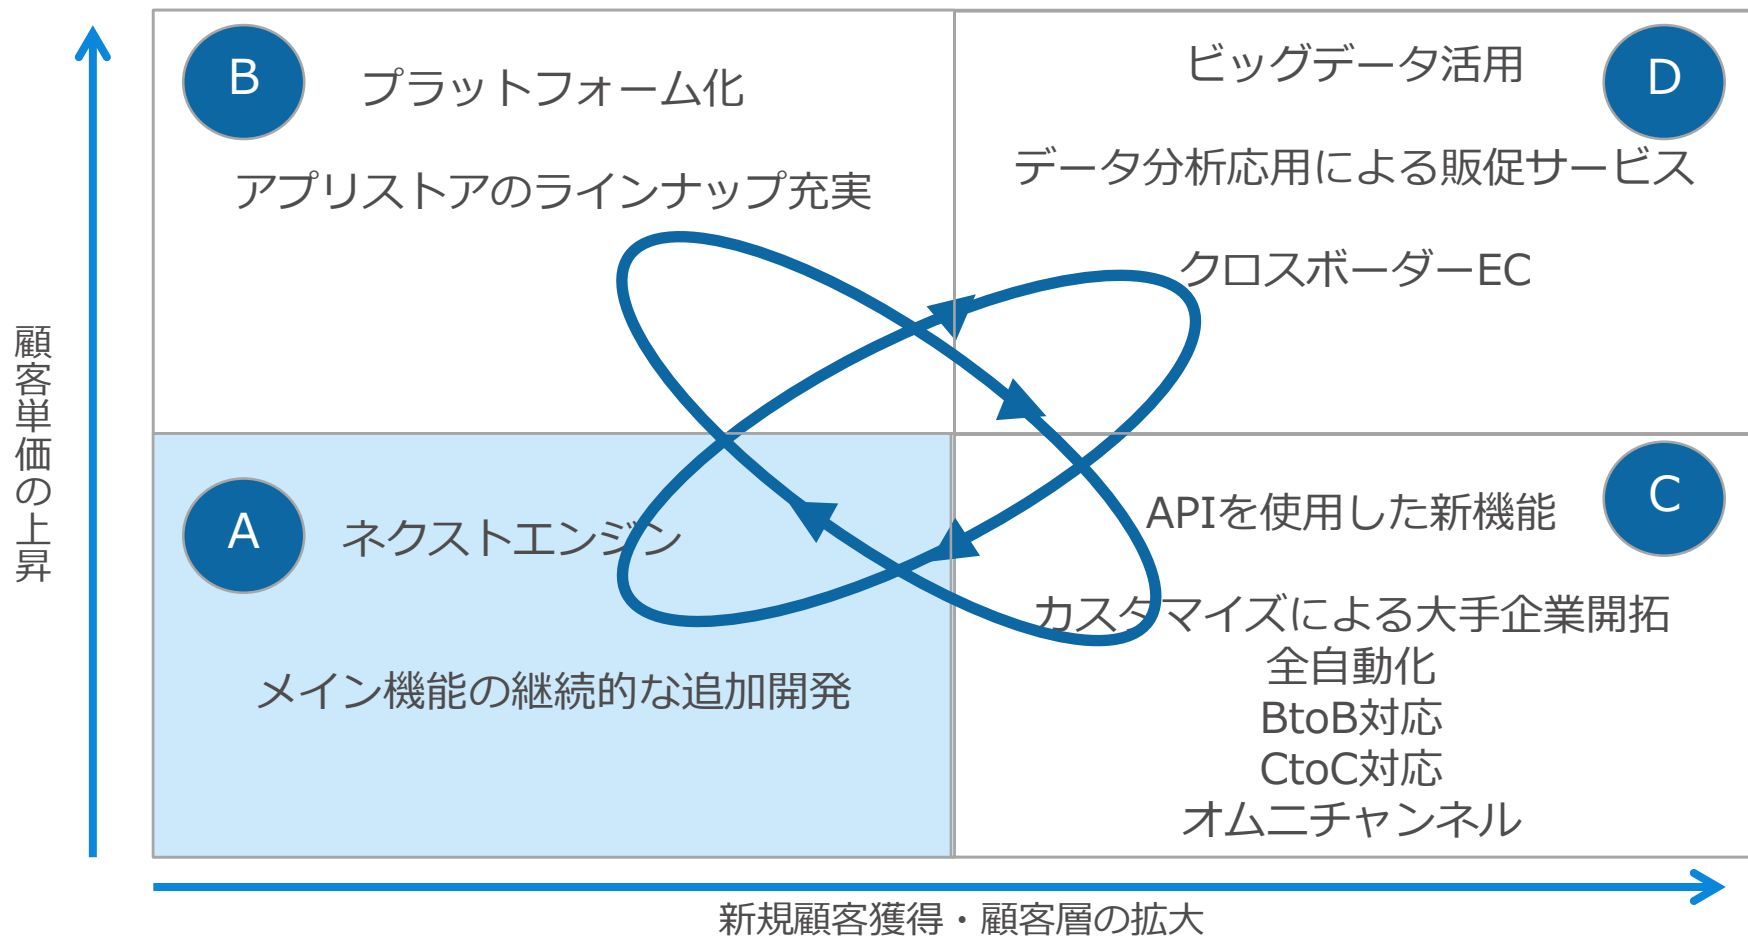 B
プラットフォーム化
アプリストアのラインナップ充実
D
ビッグデータ活用
データ分析応用による販促サービス
クロスボーダーEC
顧客単価の上昇
A
ネクストエンジン
メイン機能の継続的な追加開発
C
APIを使用した新機能
カスタマイズによる大手企業開拓
全自動化
BtoB対応
CtoC対応
オムニチャンネル
新規顧客獲得・顧客層の拡大